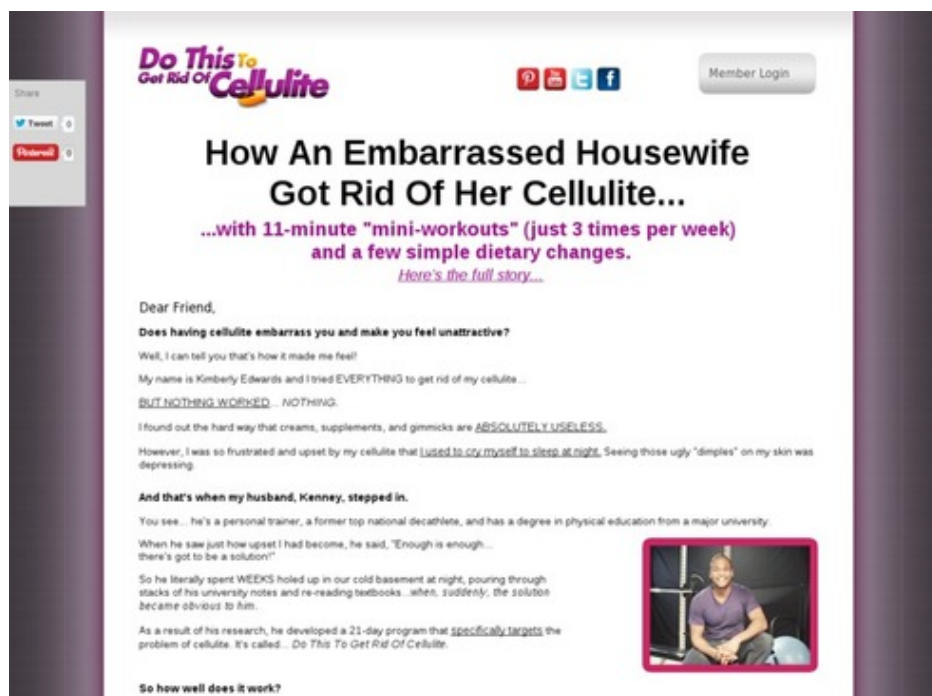 Do This To
Get Rid Of Cellulite
Member Login
Share
Tweet 0
Pinterest 0
How An Embarrassed Housewife
Got Rid Of Her Cellulite...
...with 11-minute "mini-workouts" (just 3 times per week)
and a few simple dietary changes.
Here's the full story...
Dear Friend,
Does having cellulite embarrass you and make you feel unattractive?
Well, I can tell you that's how it made me feel!
My name is Kimberly Edwards and I tried EVERYTHING to get rid of my cellulite...
BUT NOTHING WORKED... NOTHING.
I found out the hard way that creams, supplements, and gimmicks are ABSOLUTELY USELESS.
However, I was so frustrated and upset by my cellulite that I used to cry myself to sleep at night. Seeing those ugly "dimples" on my skin was
depressing.
And that's when my husband, Kenney, stepped in.
You see... he's a personal trainer, a former top national decathlete, and has a degree in physical education from a major university.
When he saw just how upset I had become, he said, "Enough is enough...
there's got to be a solution!"
So he literally spent WEEKS holed up in our cold basement at night, pouring through
stacks of his university notes and re-reading textbooks...when, suddenly, the solution
became obvious to him.
As a result of his research, he developed a 21-day program that specifically targets the
problem of cellulite. It's called... Do This To Get Rid Of Cellulite.
So how well does it work?